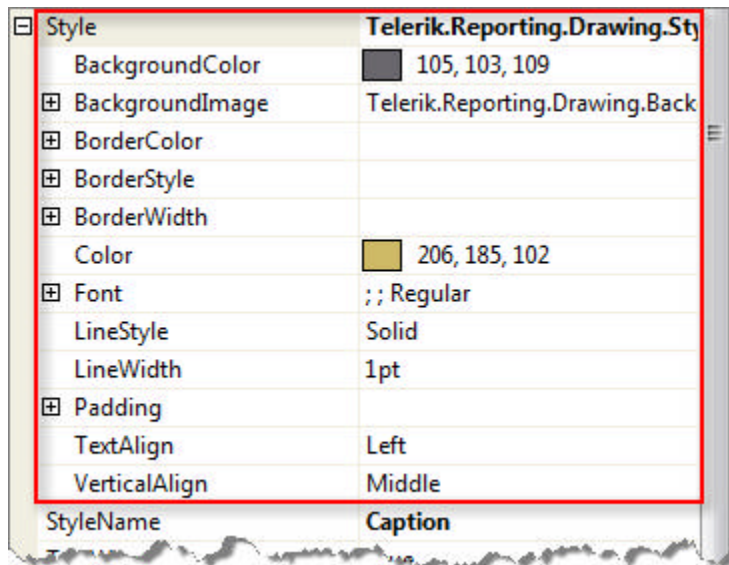 Style Telerik.Reporting.Drawing.Sty
BackgroundColor 105, 103, 109
BackgroundImage Telerik.Reporting.Drawing.Back
BorderColor
BorderStyle
BorderWidth
Color 206, 185, 102
Font ; ; Regular
LineStyle Solid
LineWidth 1pt
Padding
TextAlign Left
VerticalAlign Middle
StyleName Caption